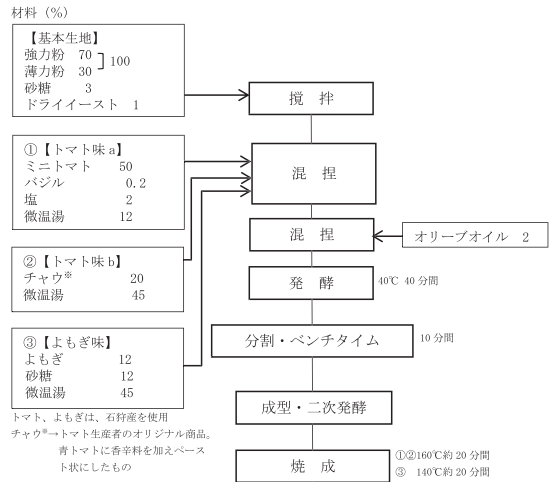 材料（%）
【基本生地】
強力粉 70
薄力粉 30
100
砂糖 3
ドライイースト 1
攪 拌
①【トマト味 a】
ミニトマト 50
バジル 0.2
塩 2
微温湯 12
混 捏
②【トマト味 b】
チャウ※ 20
微温湯 45
混 捏
オリーブオイル 2
発 酵
40℃ 40 分間
分割・ベンチタイム
10 分間
③【よもぎ味】
よもぎ 12
砂糖 12
微温湯 45
成型・二次発酵
トマト、よもぎは、石狩産を使用
チャウ※→トマト生産者のオリジナル商品。
青トマトに香辛料を加えペース
ト状にしたもの
焼 成
①②160℃約 20 分間
③ 140℃約 20 分間